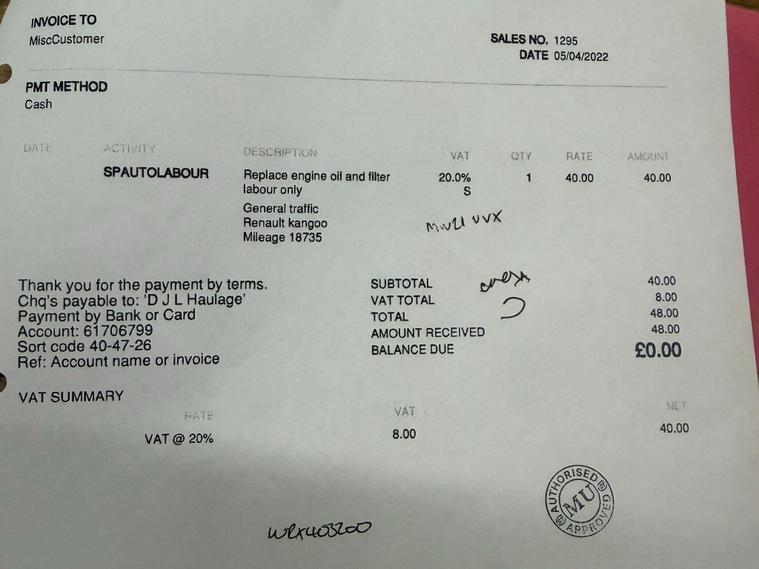 INVOICE TO
MiscCustomer
SALES NO. 1295
DATE 05/04/2022
PMT METHOD
Cash
DATE ACTIVITY DESCRIPTION VAT QTY RATE AMOUNT
SPAUTOLABOUR Replace engine oil and filter 20.0% 1 40.00 40.00
labour only S
General traffic
Renault kangoo
Mileage 18735
Thank you for the payment by terms.
Chq's payable to: 'D J L Haulage'
Payment by Bank or Card
Account: 61706799
Sort code 40-47-26
Ref: Account name or invoice
SUBTOTAL 40.00
VAT TOTAL 8.00
TOTAL 48.00
AMOUNT RECEIVED 48.00
BALANCE DUE £0.00
VAT SUMMARY
RATE VAT NET
VAT @ 20% 8.00 40.00
AUTHORISED
MU
APPROVED